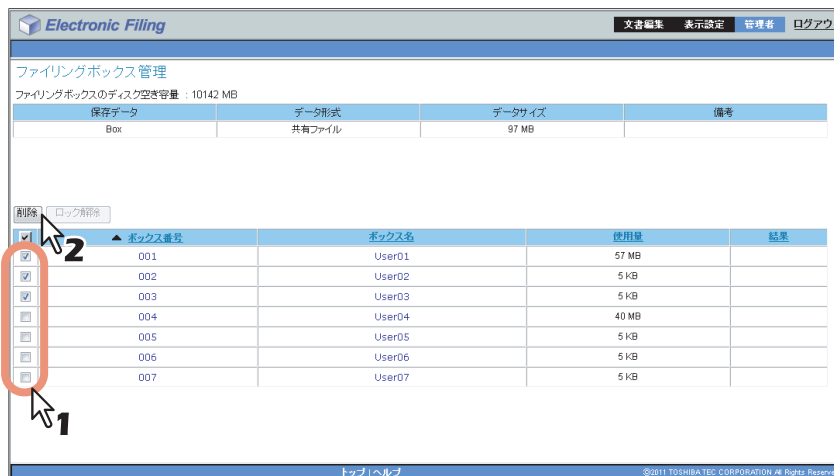 Electronic Filing 文書編集 表示設定 管理者 ログアウ
ファイリングボックス管理
ファイリングボックスのディスク空き容量 : 10142 MB
保存データ データ形式 データサイズ 備考
Box 共有ファイル 97 MB
削除 ロック解除
2
▲ ボックス番号 ボックス名 使用量 結果
001 User01 57 MB
002 User02 5 KB
003 User03 5 KB
004 User04 40 MB
005 User05 5 KB
006 User06 5 KB
007 User07 5 KB
1
トップ | ヘルプ ©2011 TOSHIBA TEC CORPORATION All Rights Reserve